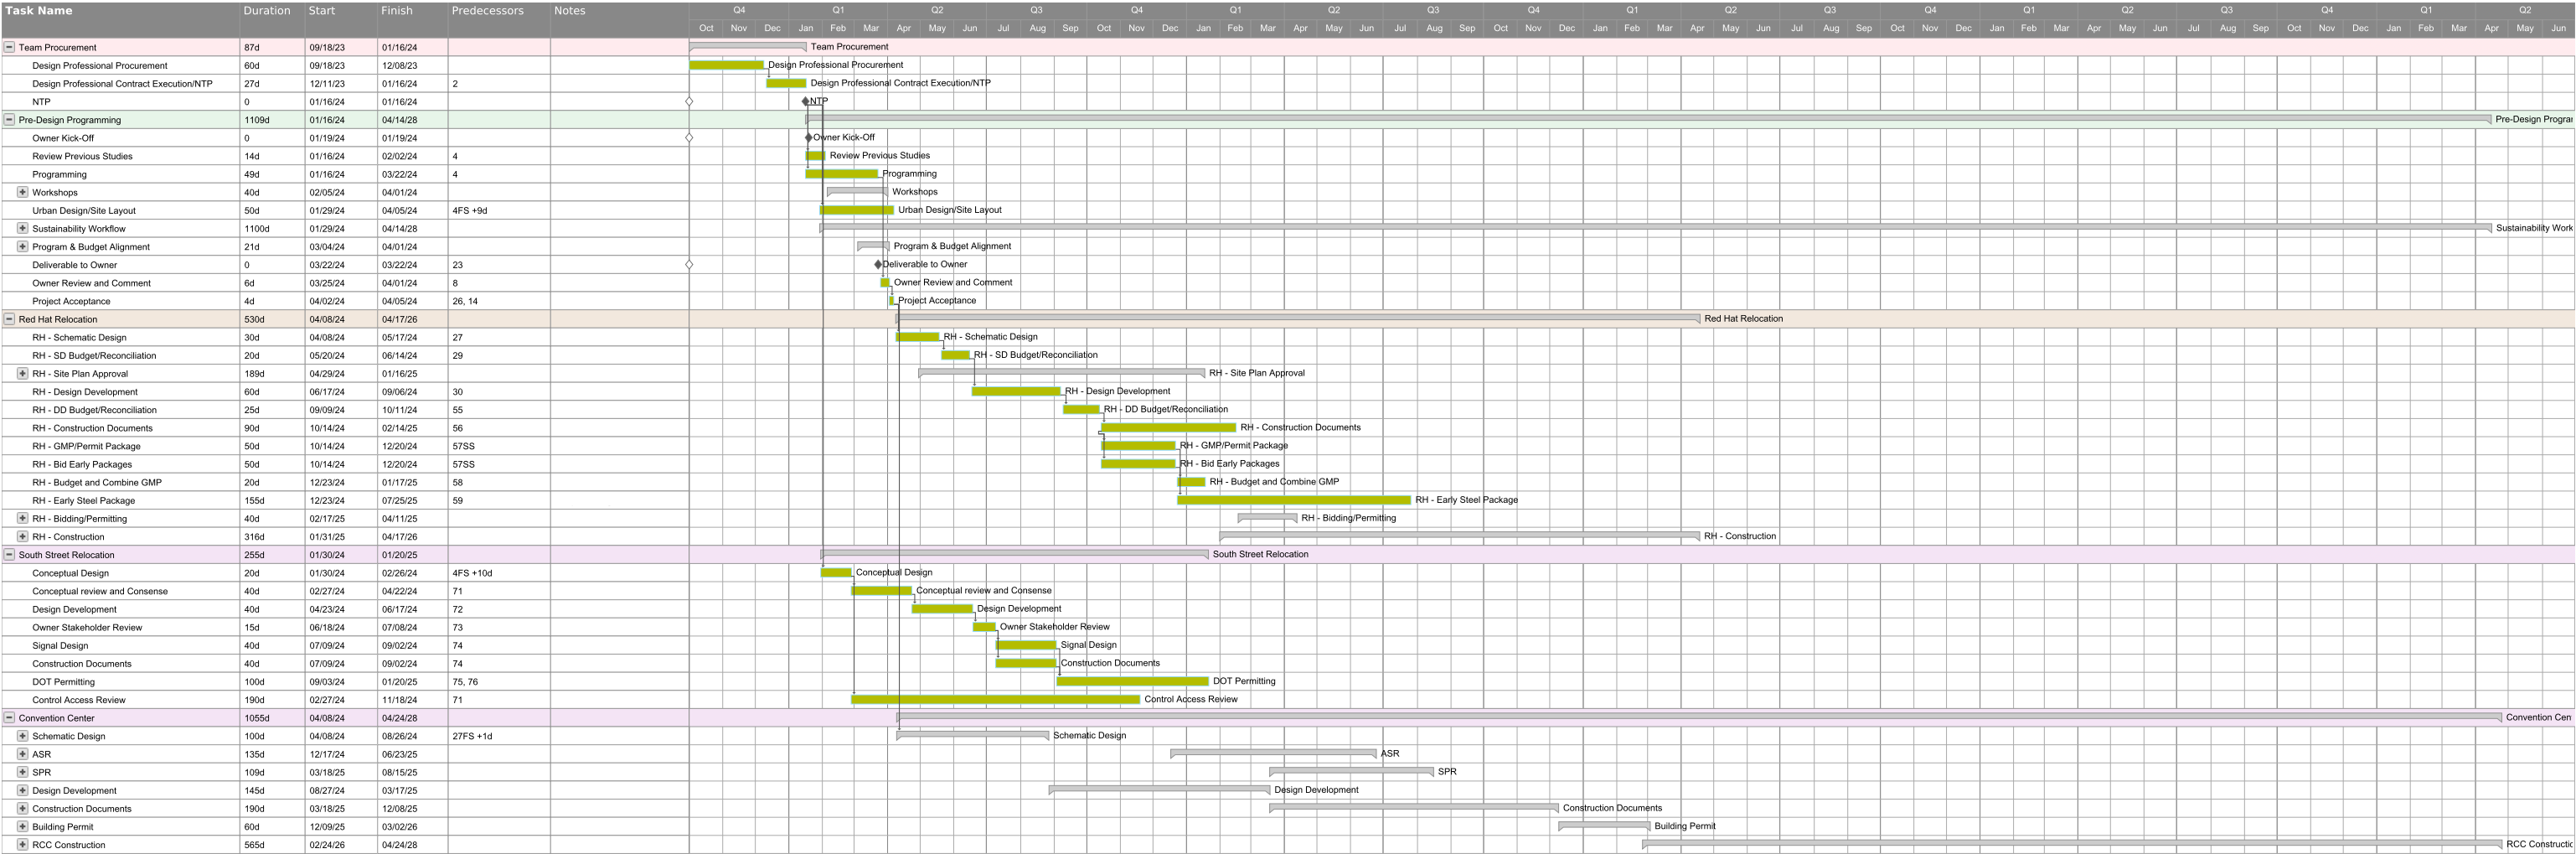 Task Name Duration Start Finish Predecessors Notes Q4 Q1 Q2 Q3 Q4 Q1 Q2 Q3 Q4 Q1 Q2 Q3 Q4 Q1 Q2 Q3 Q4 Q1 Q2
Oct Nov Dec Jan Feb Mar Apr May Jun Jul Aug Sep Oct Nov Dec Jan Feb Mar Apr May Jun Jul Aug Sep Oct Nov Dec Jan Feb Mar Apr May Jun Jul Aug Sep Oct Nov Dec Jan Feb Mar Apr May Jun Jul Aug Sep Oct Nov Dec Jan Feb Mar Apr May Jun
Team Procurement 87d 09/18/23 01/16/24 Team Procurement
Design Professional Procurement 60d 09/18/23 12/08/23 Design Professional Procurement
Design Professional Contract Execution/NTP 27d 12/11/23 01/16/24 2 Design Professional Contract Execution/NTP
NTP 0 01/16/24 01/16/24 NTP
Pre-Design Programming 1109d 01/16/24 04/14/28 Pre-Design Prograr
Owner Kick-Off 0 01/19/24 01/19/24 Owner Kick-Off
Review Previous Studies 14d 01/16/24 02/02/24 4 Review Previous Studies
Programming 49d 01/16/24 03/22/24 4 Programming
Workshops 40d 02/05/24 04/01/24 Workshops
Urban Design/Site Layout 50d 01/29/24 04/05/24 4FS +9d Urban Design/Site Layout
Sustainability Workflow 1100d 01/29/24 04/14/28 Sustainability Work
Program & Budget Alignment 21d 03/04/24 04/01/24 Program & Budget Alignment
Deliverable to Owner 0 03/22/24 03/22/24 23 Deliverable to Owner
Owner Review and Comment 6d 03/25/24 04/01/24 8 Owner Review and Comment
Project Acceptance 4d 04/02/24 04/05/24 26, 14 Project Acceptance
Red Hat Relocation 530d 04/08/24 04/17/26 Red Hat Relocation
RH - Schematic Design 30d 04/08/24 05/17/24 27 RH - Schematic Design
RH - SD Budget/Reconciliation 20d 05/20/24 06/14/24 29 RH - SD Budget/Reconciliation
RH - Site Plan Approval 189d 04/29/24 01/16/25 RH - Site Plan Approval
RH - Design Development 60d 06/17/24 09/06/24 30 RH - Design Development
RH - DD Budget/Reconciliation 25d 09/09/24 10/11/24 55 RH - DD Budget/Reconciliation
RH - Construction Documents 90d 10/14/24 02/14/25 56 RH - Construction Documents
RH - GMP/Permit Package 50d 10/14/24 12/20/24 57SS RH - GMP/Permit Package
RH - Bid Early Packages 50d 10/14/24 12/20/24 57SS RH - Bid Early Packages
RH - Budget and Combine GMP 20d 12/23/24 01/17/25 58 RH - Budget and Combine GMP
RH - Early Steel Package 155d 12/23/24 07/25/25 59 RH - Early Steel Package
RH - Bidding/Permitting 40d 02/17/25 04/11/25 RH - Bidding/Permitting
RH - Construction 316d 01/31/25 04/17/26 RH - Construction
South Street Relocation 255d 01/30/24 01/20/25 South Street Relocation
Conceptual Design 20d 01/30/24 02/26/24 4FS +10d Conceptual Design
Conceptual review and Consense 40d 02/27/24 04/22/24 71 Conceptual review and Consense
Design Development 40d 04/23/24 06/17/24 72 Design Development
Owner Stakeholder Review 15d 06/18/24 07/08/24 73 Owner Stakeholder Review
Signal Design 40d 07/09/24 09/02/24 74 Signal Design
Construction Documents 40d 07/09/24 09/02/24 74 Construction Documents
DOT Permitting 100d 09/03/24 01/20/25 75, 76 DOT Permitting
Control Access Review 190d 02/27/24 11/18/24 71 Control Access Review
Convention Center 1055d 04/08/24 04/24/28 Convention Cen
Schematic Design 100d 04/08/24 08/26/24 27FS +1d Schematic Design
ASR 135d 12/17/24 06/23/25 ASR
SPR 109d 03/18/25 08/15/25 SPR
Design Development 145d 08/27/24 03/17/25 Design Development
Construction Documents 190d 03/18/25 12/08/25 Construction Documents
Building Permit 60d 12/09/25 03/02/26 Building Permit
RCC Construction 565d 02/24/26 04/24/28 RCC Constructic